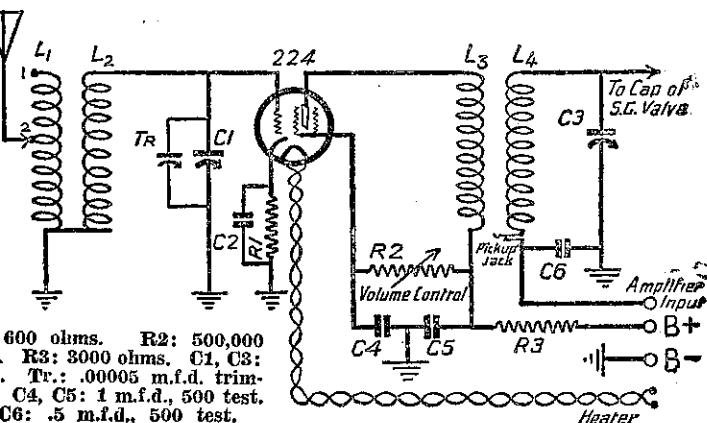 L1
L2
224
L3
L4
1
2
To Cap of
S.G. Valve
TR
C1
C3
C2
R1
R2
Volume Control
Pickup
Jack
C6
Amplifier
Input
B+
C4
C5
R3
B-
Heater
600 ohms. R2: 500,000
R3: 3000 ohms. C1, C3:
Tr.: .00005 m.f.d. trim-
C4, C5: 1 m.f.d., 500 test.
C6: .5 m.f.d., 500 test.